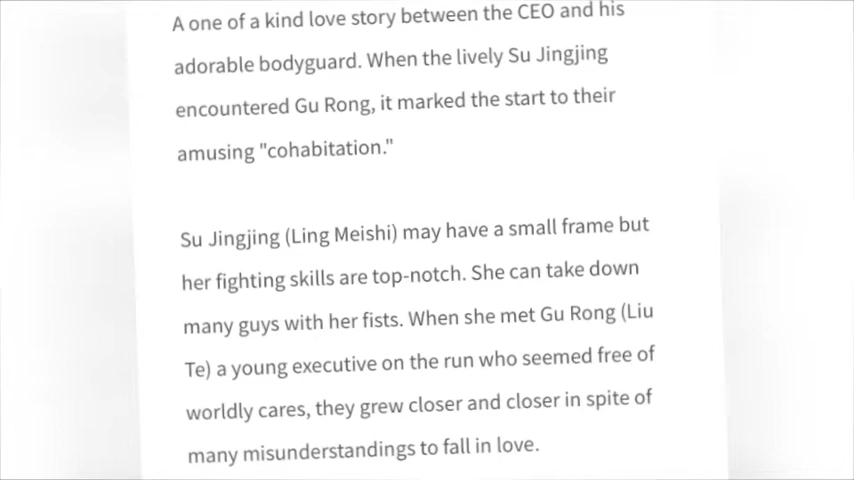 A one of a kind love story between the CEO and his
adorable bodyguard. When the lively Su Jingjing
encountered Gu Rong, it marked the start to their
amusing "cohabitation."
Su Jingjing (Ling Meishi) may have a small frame but
her fighting skills are top-notch. She can take down
many guys with her fists. When she met Gu Rong (Liu
Te) a young executive on the run who seemed free of
worldly cares, they grew closer and closer in spite of
many misunderstandings to fall in love.